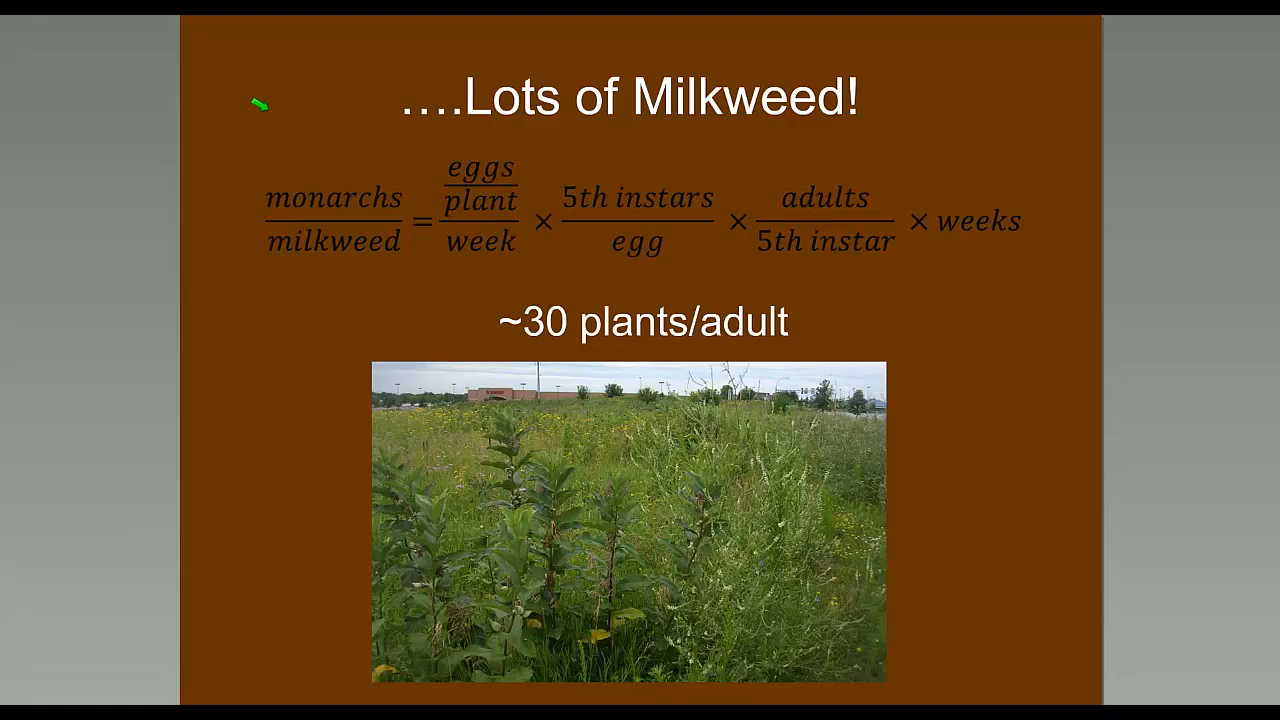 ….Lots of Milkweed!
monarchs/milkweed = (eggs/plant)/week × 5th instars/egg × adults/5th instar × weeks
~30 plants/adult